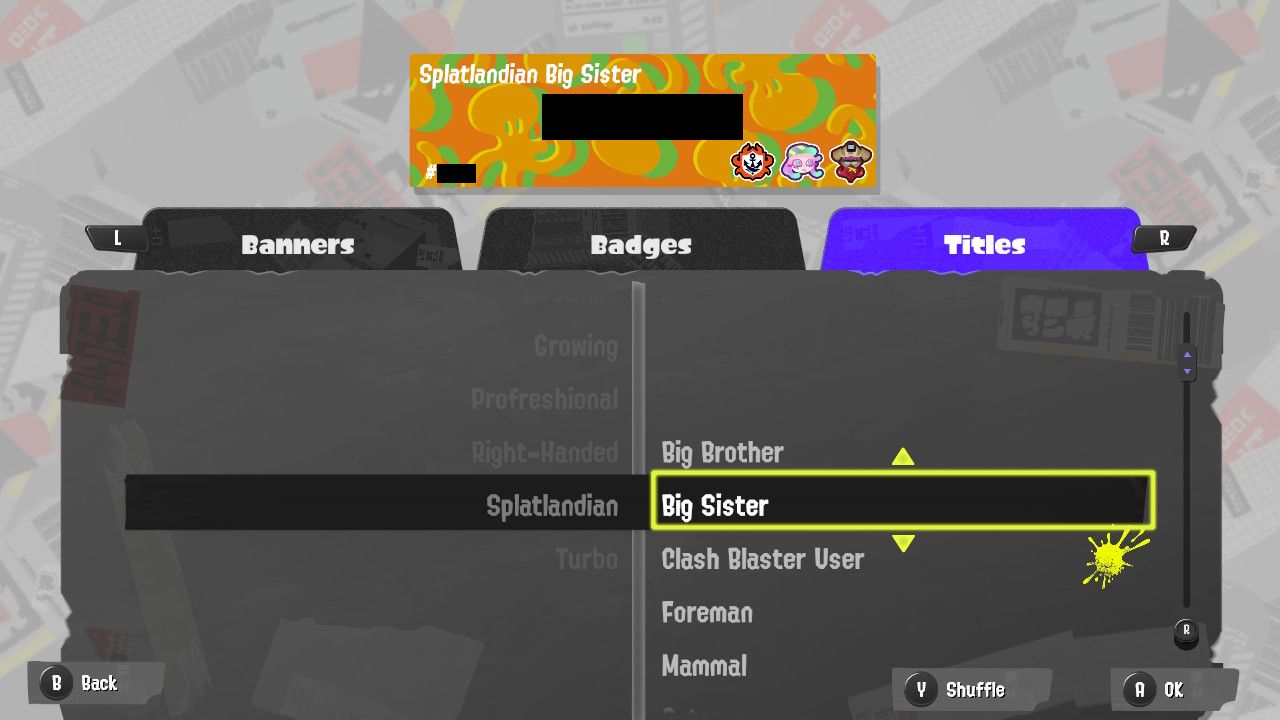 Splatlandian Big Sister
#
L
Banners
Badges
Titles
R
Growing
Profreshional
Right-Handed
Splatlandian
Turbo
Big Brother
Big Sister
Clash Blaster User
Foreman
Mammal
R
B Back
Y Shuffle
A OK